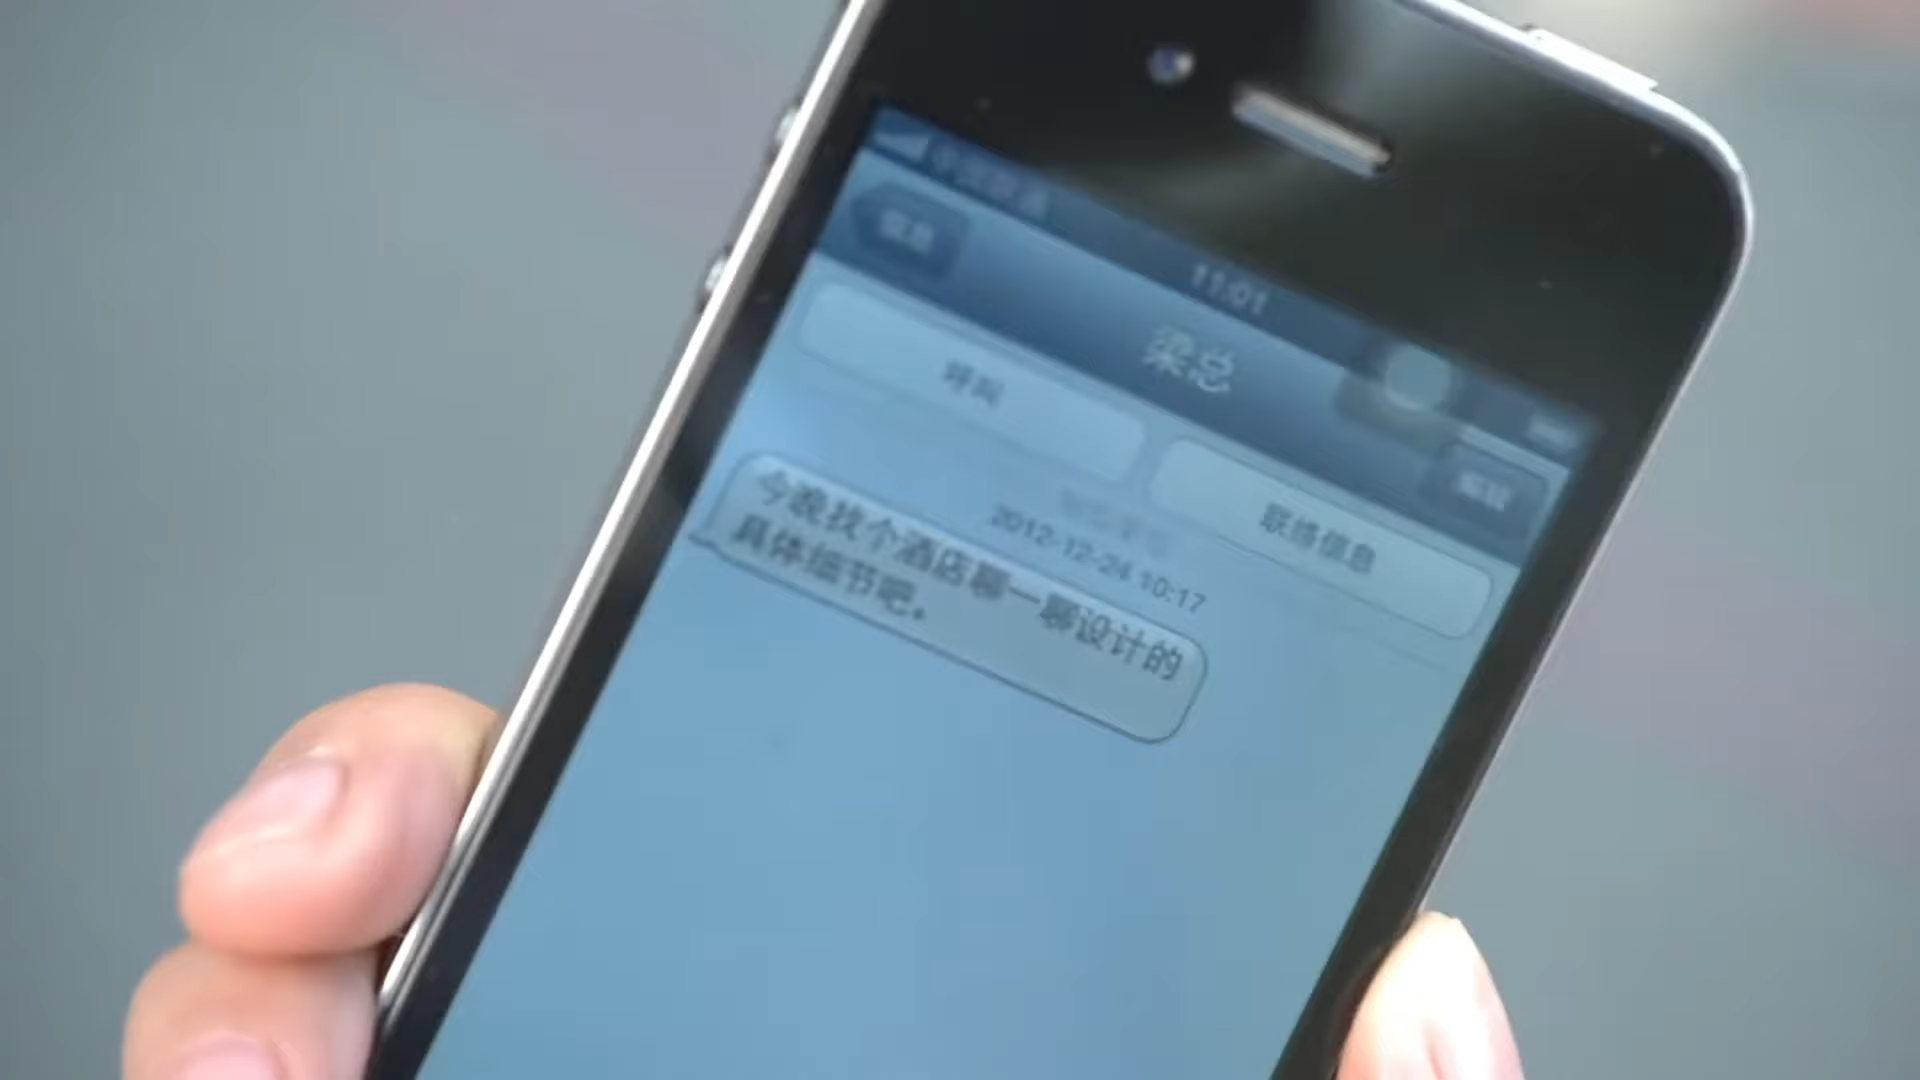 11:01
梁总
呼叫
联络信息
2012-12-24 10:17
今晚找个酒店聊一聊设计的
具体细节吧。